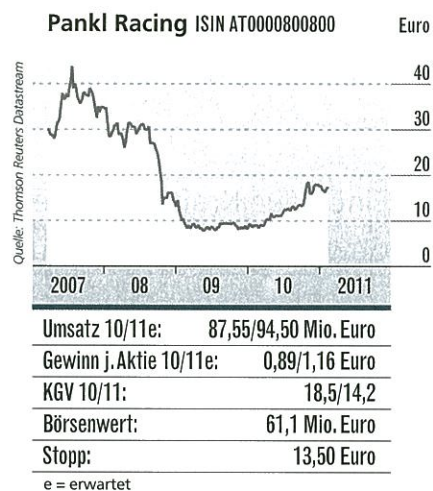 Pankl Racing ISIN AT0000800800 Euro
Quelle: Thomson Reuters Datastream
40
30
20
10
0
2007 08 09 10 2011
Umsatz 10/11e: 87,55/94,50 Mio. Euro
Gewinn j. Aktie 10/11e: 0,89/1,16 Euro
KGV 10/11: 18,5/14,2
Börsenwert: 61,1 Mio. Euro
Stopp: 13,50 Euro
e = erwartet